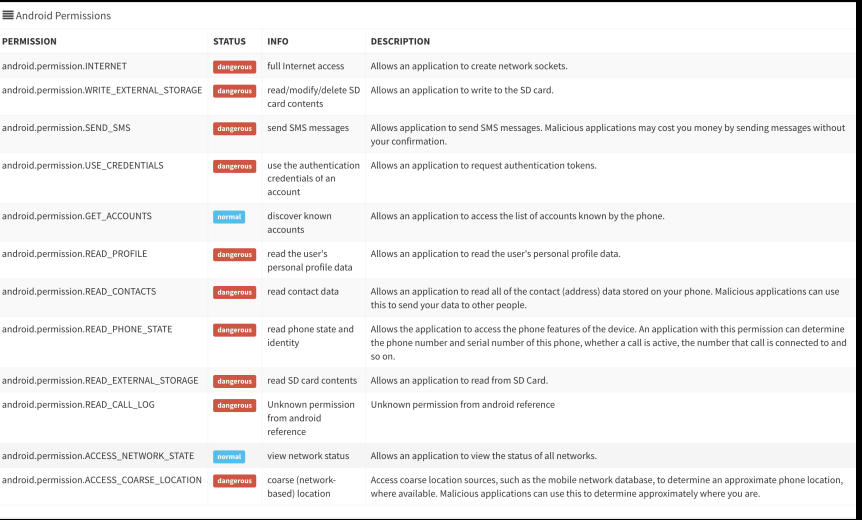 Android Permissions
PERMISSION STATUS INFO DESCRIPTION
android.permission.INTERNET dangerous full Internet access Allows an application to create network sockets.
android.permission.WRITE_EXTERNAL_STORAGE dangerous read/modify/delete SD Allows an application to write to the SD card.
card contents
android.permission.SEND_SMS dangerous send SMS messages Allows application to send SMS messages. Malicious applications may cost you money by sending messages without
your confirmation.
android.permission.USE_CREDENTIALS dangerous use the authentication Allows an application to request authentication tokens.
credentials of an
account
android.permission.GET_ACCOUNTS normal discover known Allows an application to access the list of accounts known by the phone.
accounts
android.permission.READ_PROFILE dangerous read the user's Allows an application to read the user's personal profile data.
personal profile data
android.permission.READ_CONTACTS dangerous read contact data Allows an application to read all of the contact (address) data stored on your phone. Malicious applications can use
this to send your data to other people.
android.permission.READ_PHONE_STATE dangerous read phone state and Allows the application to access the phone features of the device. An application with this permission can determine
identity the phone number and serial number of this phone, whether a call is active, the number that call is connected to and
so on.
android.permission.READ_EXTERNAL_STORAGE dangerous read SD card contents Allows an application to read from SD Card.
android.permission.READ_CALL_LOG dangerous Unknown permission Unknown permission from android reference
from android
reference
android.permission.ACCESS_NETWORK_STATE normal view network status Allows an application to view the status of all networks.
android.permission.ACCESS_COARSE_LOCATION dangerous coarse (network- Access coarse location sources, such as the mobile network database, to determine an approximate phone location,
based) location where available. Malicious applications can use this to determine approximately where you are.